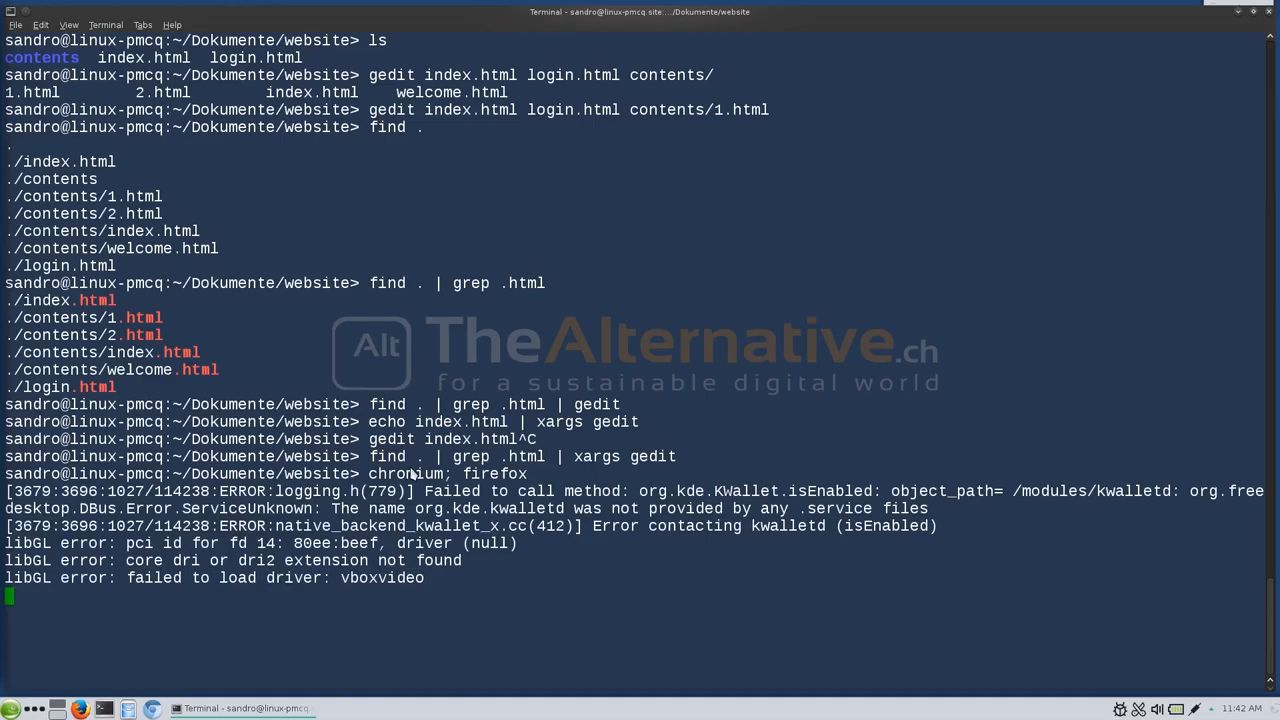 Terminal - sandro@linux-pmcq.site:.../Dokumente/website
File Edit View Terminal Tabs Help
sandro@linux-pmcq:~/Dokumente/website> ls
contents index.html login.html
sandro@linux-pmcq:~/Dokumente/website> gedit index.html login.html contents/
1.html 2.html index.html welcome.html
sandro@linux-pmcq:~/Dokumente/website> gedit index.html login.html contents/1.html
sandro@linux-pmcq:~/Dokumente/website> find .
.
./index.html
./contents
./contents/1.html
./contents/2.html
./contents/index.html
./contents/welcome.html
./login.html
sandro@linux-pmcq:~/Dokumente/website> find . | grep .html
./index.html
./contents/1.html
./contents/2.html
./contents/index.html
./contents/welcome.html
./login.html
Alt TheAlternative.ch
for a sustainable digital world
sandro@linux-pmcq:~/Dokumente/website> find . | grep .html | gedit
sandro@linux-pmcq:~/Dokumente/website> echo index.html | xargs gedit
sandro@linux-pmcq:~/Dokumente/website> gedit index.html^C
sandro@linux-pmcq:~/Dokumente/website> find . | grep .html | xargs gedit
sandro@linux-pmcq:~/Dokumente/website> chromium; firefox
[3679:3696:1027/114238:ERROR:logging.h(779)] Failed to call method: org.kde.KWallet.isEnabled: object_path= /modules/kwalletd: org.free
desktop.DBus.Error.ServiceUnknown: The name org.kde.kwalletd was not provided by any .service files
[3679:3696:1027/114238:ERROR:native_backend_kwallet_x.cc(412)] Error contacting kwalletd (isEnabled)
libGL error: pci id for fd 14: 80ee:beef, driver (null)
libGL error: core dri or dri2 extension not found
libGL error: failed to load driver: vboxvideo
Terminal - sandro@linux-pmcq.
11:42 AM